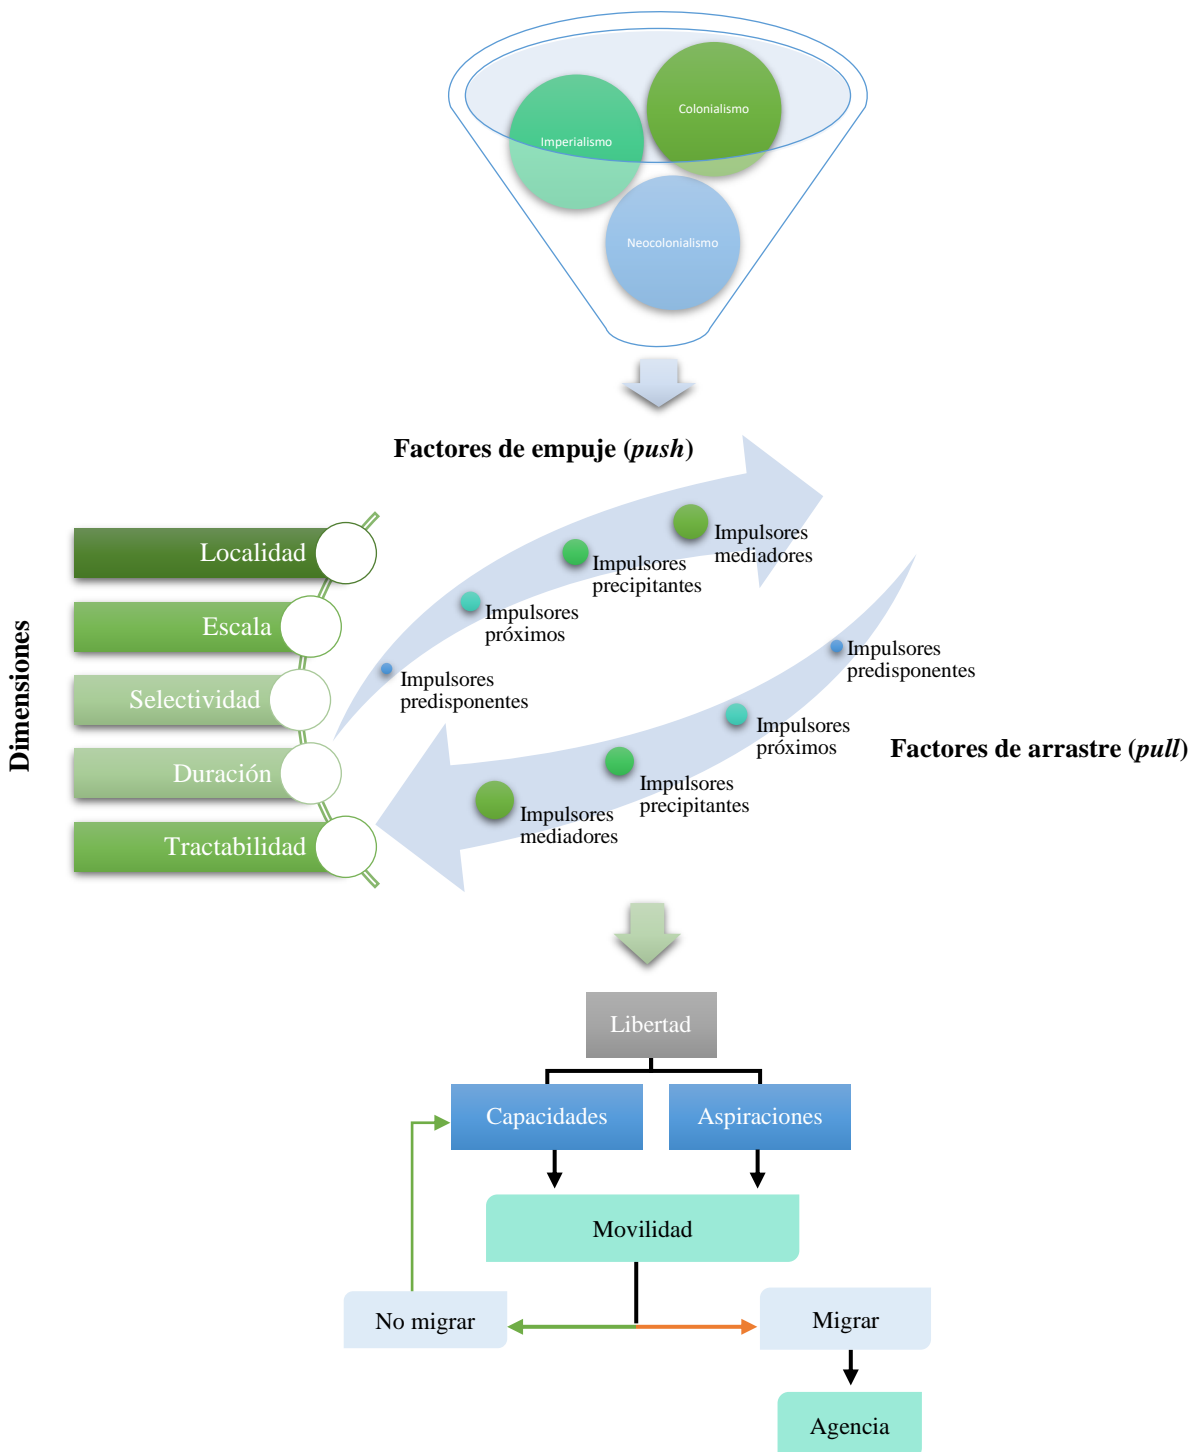 Colonialismo
Imperialismo
Neocolonialismo
Factores de empuje (push)
Impulsores
mediadores
Impulsores
precipitantes
Impulsores
próximos
Impulsores
predisponentes
Dimensiones
Localidad
Escala
Selectividad
Duración
Tractabilidad
Impulsores
predisponentes
Impulsores
próximos
Impulsores
precipitantes
Impulsores
mediadores
Factores de arrastre (pull)
Libertad
Capacidades
Aspiraciones
Movilidad
No migrar
Migrar
Agencia